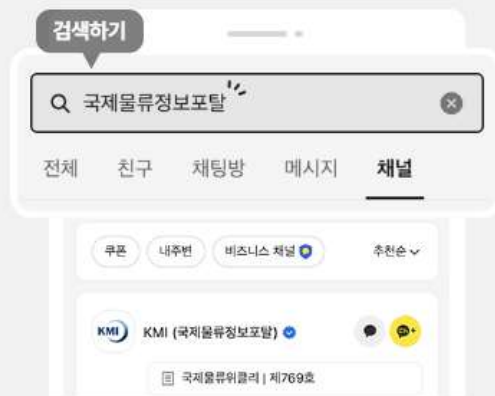 검색하기
국제물류정보포탈
전체 친구 채팅방 메시지 채널
쿠폰 내주변 비즈니스 채널 추천순
KMI KMI (국제물류정보포탈) Ch+
국제물류위클리 | 제769호